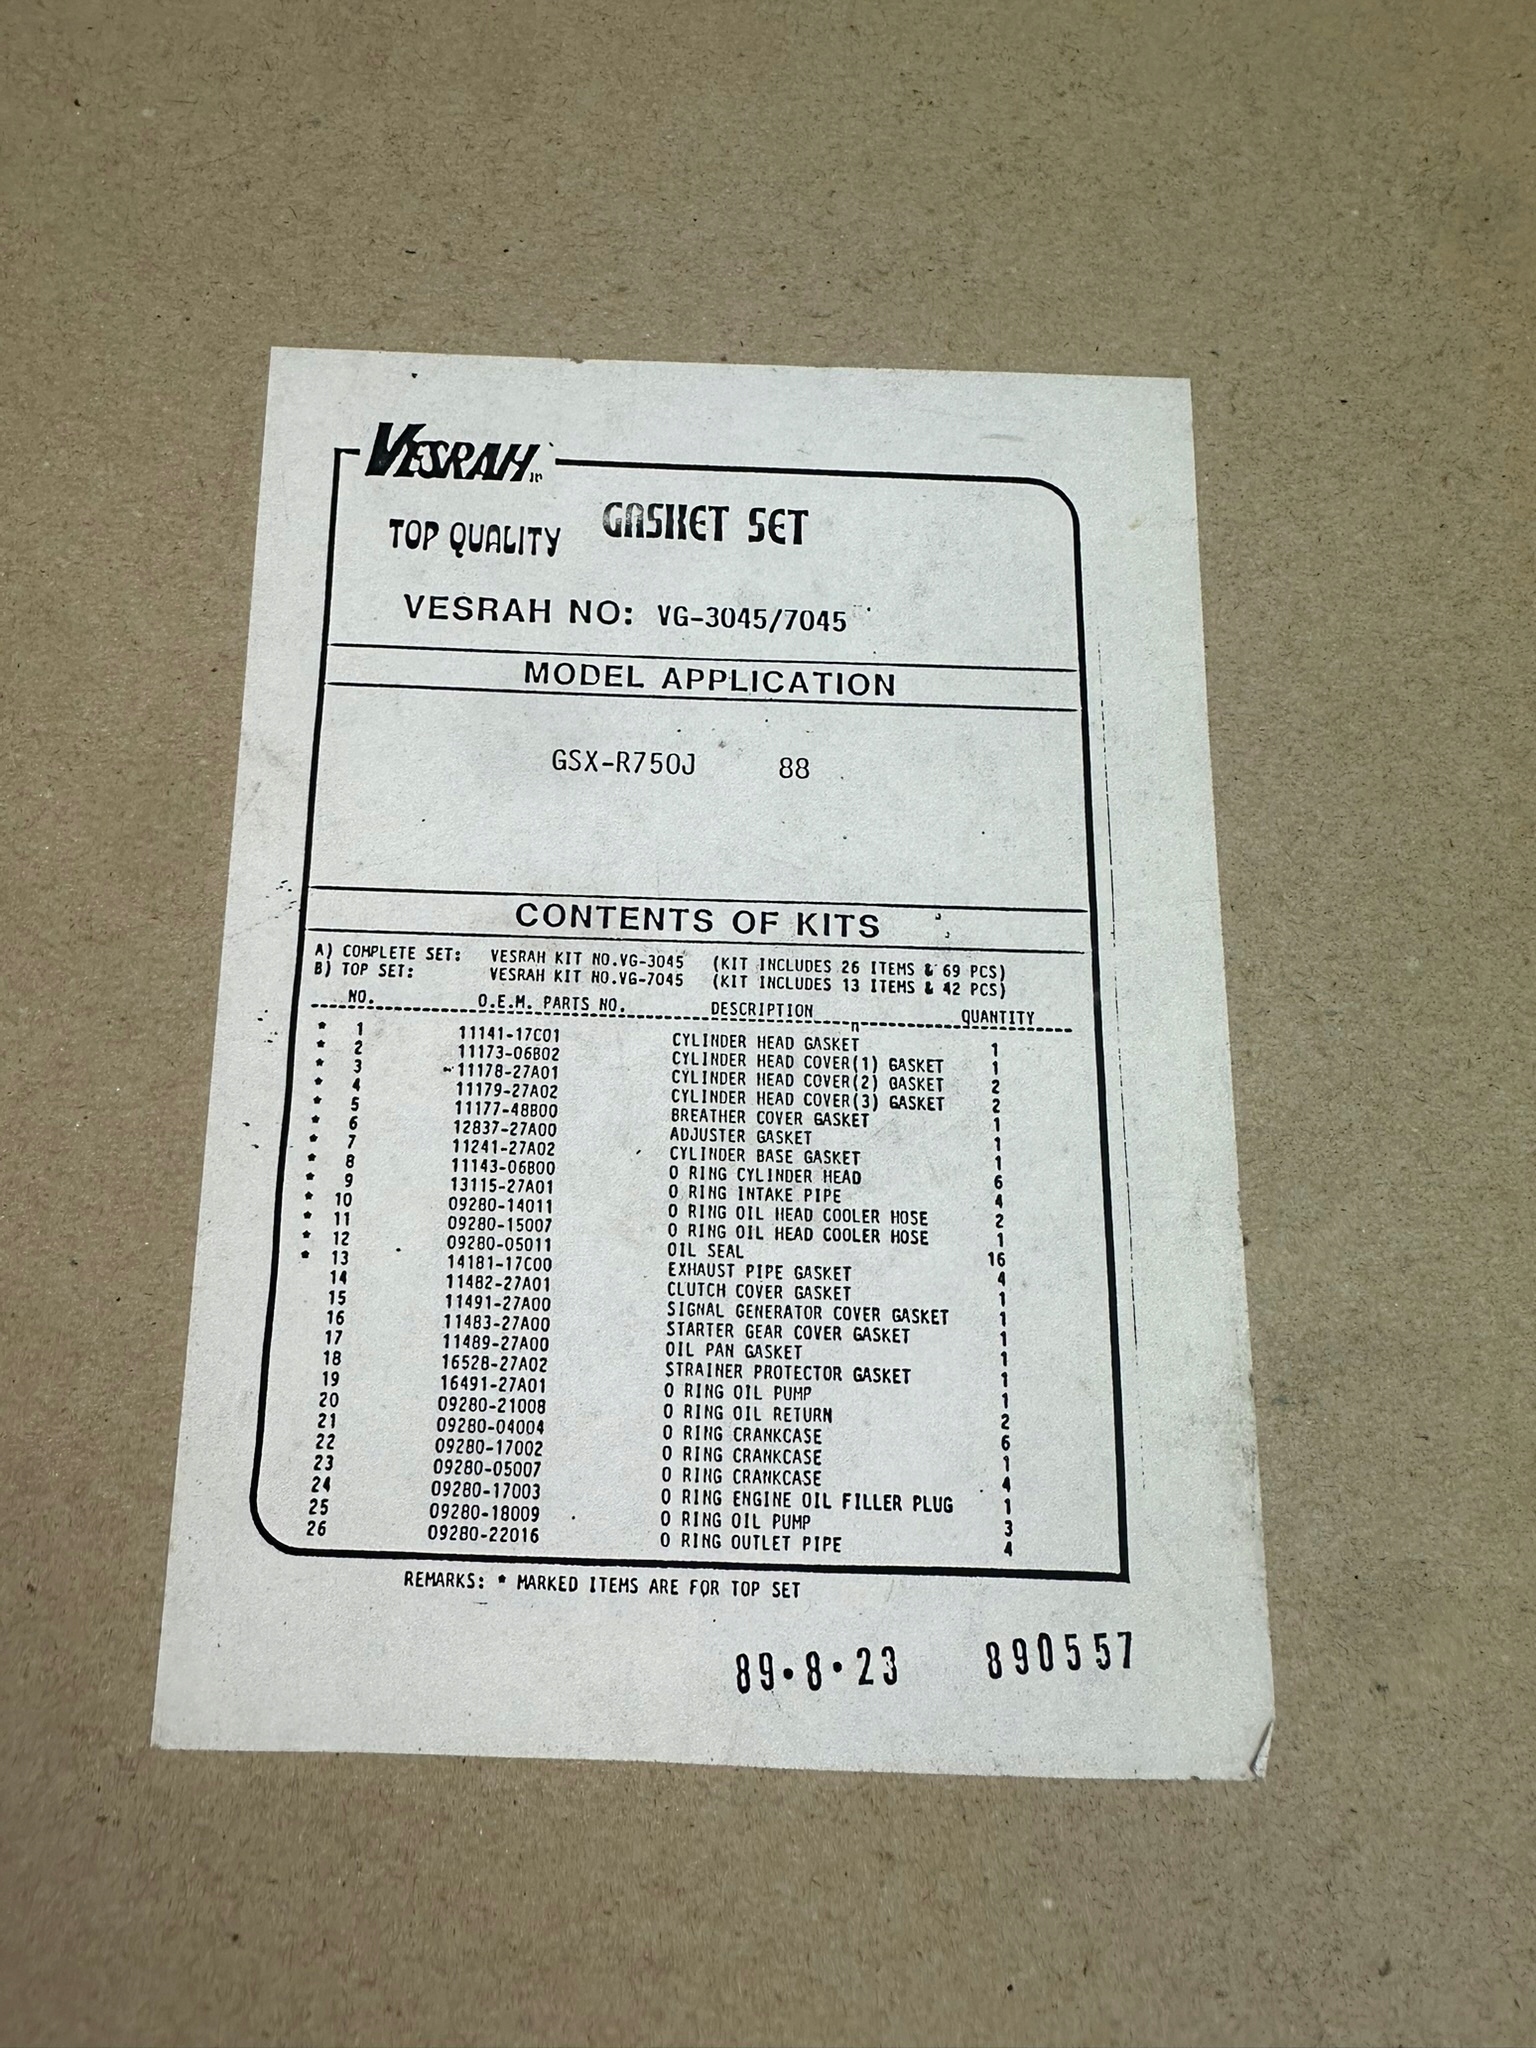 VESRAH JP
TOP QUALITY GASKET SET
VESRAH NO: VG-3045/7045
MODEL APPLICATION
GSX-R750J 88
CONTENTS OF KITS
A) COMPLETE SET: VESRAH KIT NO.VG-3045 (KIT INCLUDES 26 ITEMS & 69 PCS)
B) TOP SET: VESRAH KIT NO.VG-7045 (KIT INCLUDES 13 ITEMS & 42 PCS)
NO. O.E.M. PARTS NO. DESCRIPTION QUANTITY
* 1 11141-17C01 CYLINDER HEAD GASKET 1
* 2 11173-06B02 CYLINDER HEAD COVER(1) GASKET 1
* 3 11178-27A01 CYLINDER HEAD COVER(2) GASKET 2
* 4 11179-27A02 CYLINDER HEAD COVER(3) GASKET 2
* 5 11177-48B00 BREATHER COVER GASKET 1
* 6 12837-27A00 ADJUSTER GASKET 1
* 7 11241-27A02 CYLINDER BASE GASKET 1
* 8 11143-06B00 O RING CYLINDER HEAD 6
* 9 13115-27A01 O RING INTAKE PIPE 4
* 10 09280-14011 O RING OIL HEAD COOLER HOSE 2
* 11 09280-15007 O RING OIL HEAD COOLER HOSE 1
* 12 09280-05011 OIL SEAL 16
* 13 14181-17C00 EXHAUST PIPE GASKET 4
14 11482-27A01 CLUTCH COVER GASKET 1
15 11491-27A00 SIGNAL GENERATOR COVER GASKET 1
16 11483-27A00 STARTER GEAR COVER GASKET 1
17 11489-27A00 OIL PAN GASKET 1
18 16528-27A02 STRAINER PROTECTOR GASKET 1
19 16491-27A01 O RING OIL PUMP 1
20 09280-21008 O RING OIL RETURN 2
21 09280-04004 O RING CRANKCASE 6
22 09280-17002 O RING CRANKCASE 1
23 09280-05007 O RING CRANKCASE 4
24 09280-17003 O RING ENGINE OIL FILLER PLUG 1
25 09280-18009 O RING OIL PUMP 3
26 09280-22016 O RING OUTLET PIPE 4
REMARKS: * MARKED ITEMS ARE FOR TOP SET
89•8•23 890557